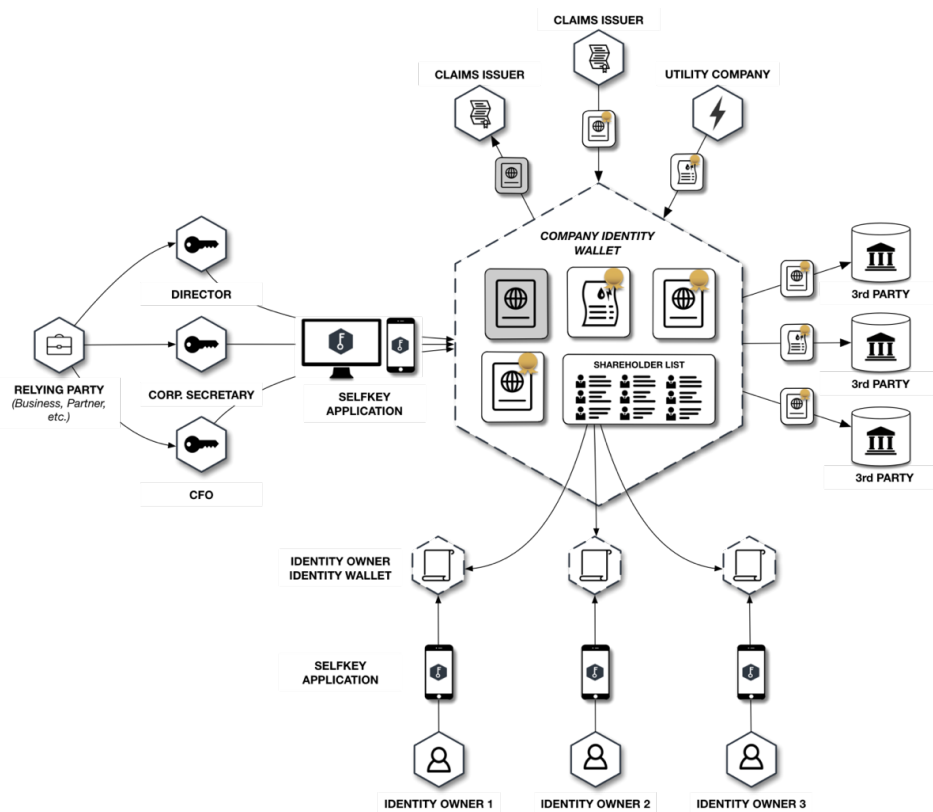 CLAIMS ISSUER
CLAIMS ISSUER
UTILITY COMPANY
COMPANY IDENTITY
WALLET
3rd PARTY
DIRECTOR
SHAREHOLDER LIST
3rd PARTY
RELYING PARTY
(Business, Partner,
etc.)
CORP. SECRETARY
SELFKEY
APPLICATION
3rd PARTY
CFO
IDENTITY OWNER
IDENTITY WALLET
SELFKEY
APPLICATION
IDENTITY OWNER 1
IDENTITY OWNER 2
IDENTITY OWNER 3